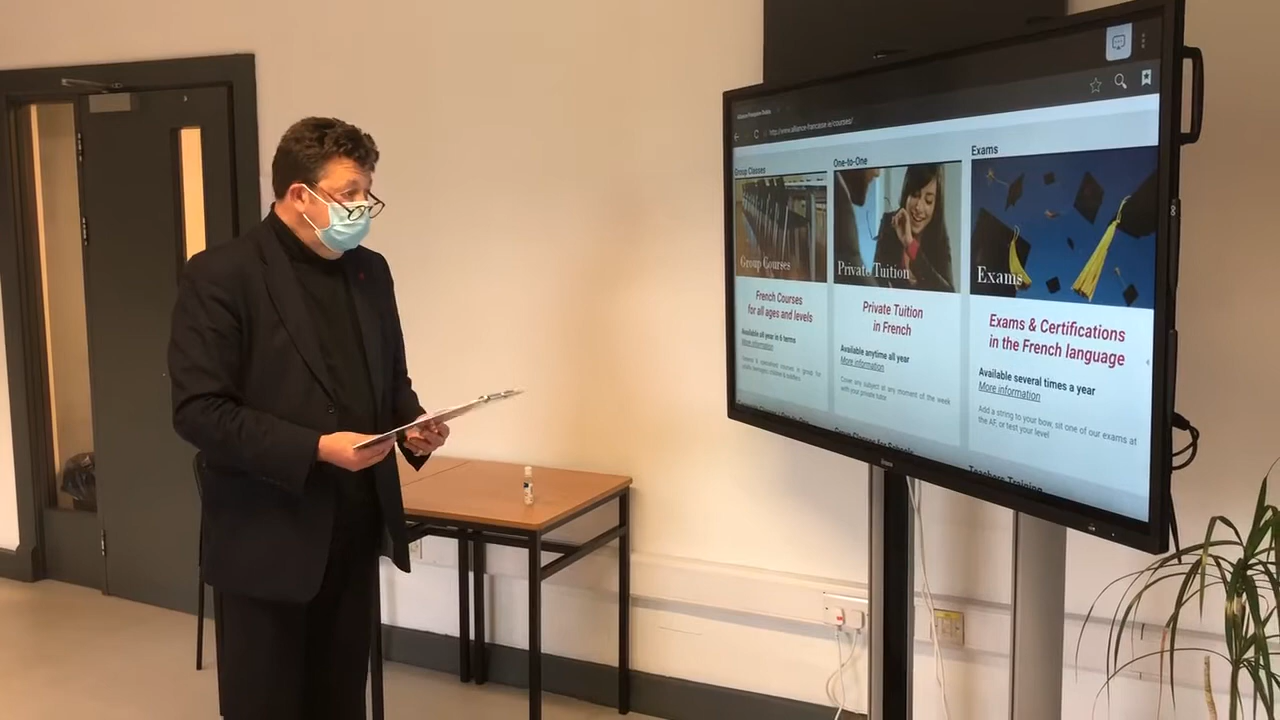 http://www.alliance-francaise.ie/courses/
Group Classes
One-to-One
Exams
Group Courses
Private Tuition
Exams
French Courses
for all ages and levels
Available all year in 6 terms
More information
Private Tuition
in French
Available anytime all year
More information
Cover any subject at any moment of the week
with your private tutor
Exams & Certifications
in the French language
Available several times a year
More information
Add a string to your bow, sit one of our exams at
the AF, or test your level
Teachers Training